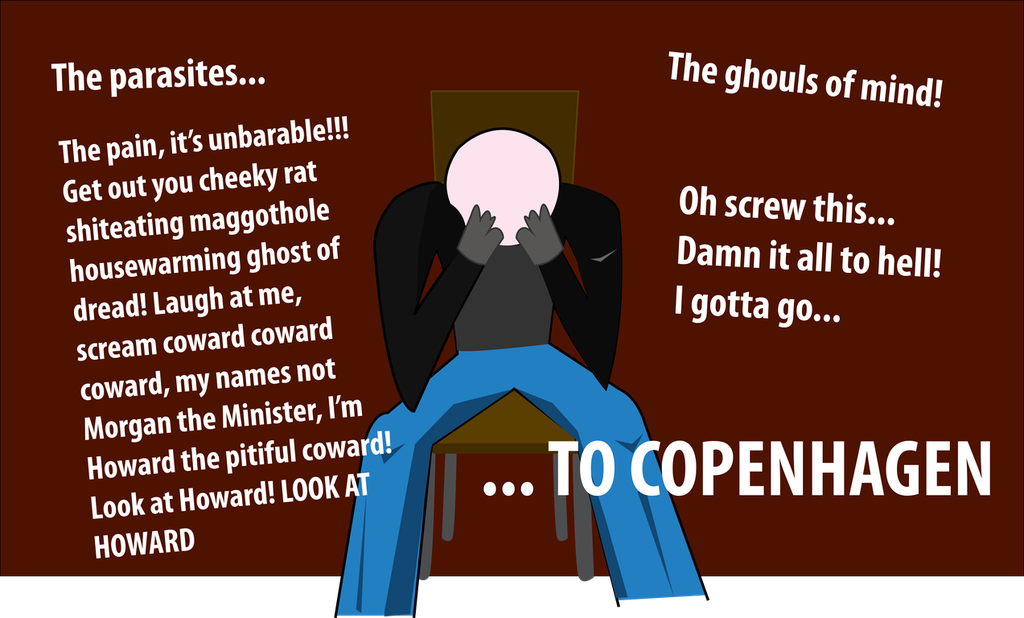 The parasites...
The pain, it's unbarable!!!
Get out you cheeky rat
shiteating maggothole
housewarming ghost of
dread! Laugh at me,
scream coward coward
coward, my names not
Morgan the Minister, I'm
Howard the pitiful coward!
Look at Howard! LOOK AT
HOWARD
The ghouls of mind!
Oh screw this...
Damn it all to hell!
I gotta go...
... TO COPENHAGEN